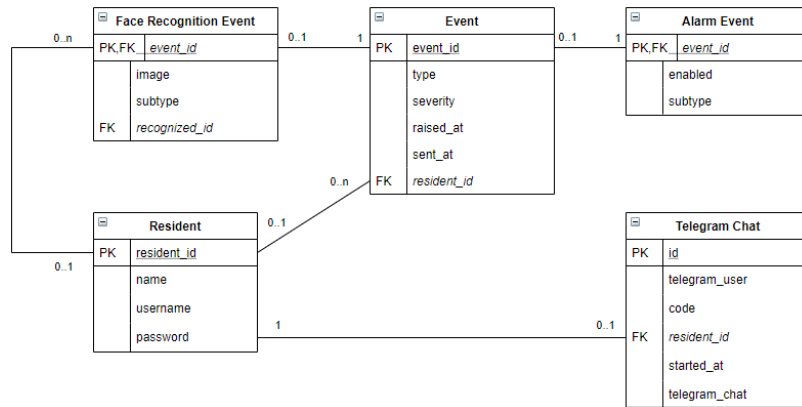 Face Recognition Event
PK,FK event_id
image
subtype
FK recognized_id
Event
PK event_id
type
severity
raised_at
sent_at
FK resident_id
Alarm Event
PK,FK event_id
enabled
subtype
0..n
0..1
1
0..1
1
0..n
0..1
0..1
Resident
PK resident_id
name
username
password
1
0..1
Telegram Chat
PK id
telegram_user
code
FK resident_id
started_at
telegram_chat